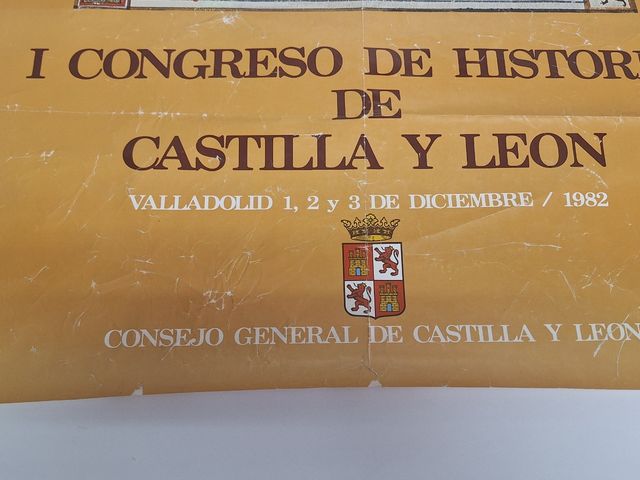 I CONGRESO DE HISTORI
DE
CASTILLA Y LEON
VALLADOLID 1, 2 y 3 DE DICIEMBRE / 1982
CONSEJO GENERAL DE CASTILLA Y LEON